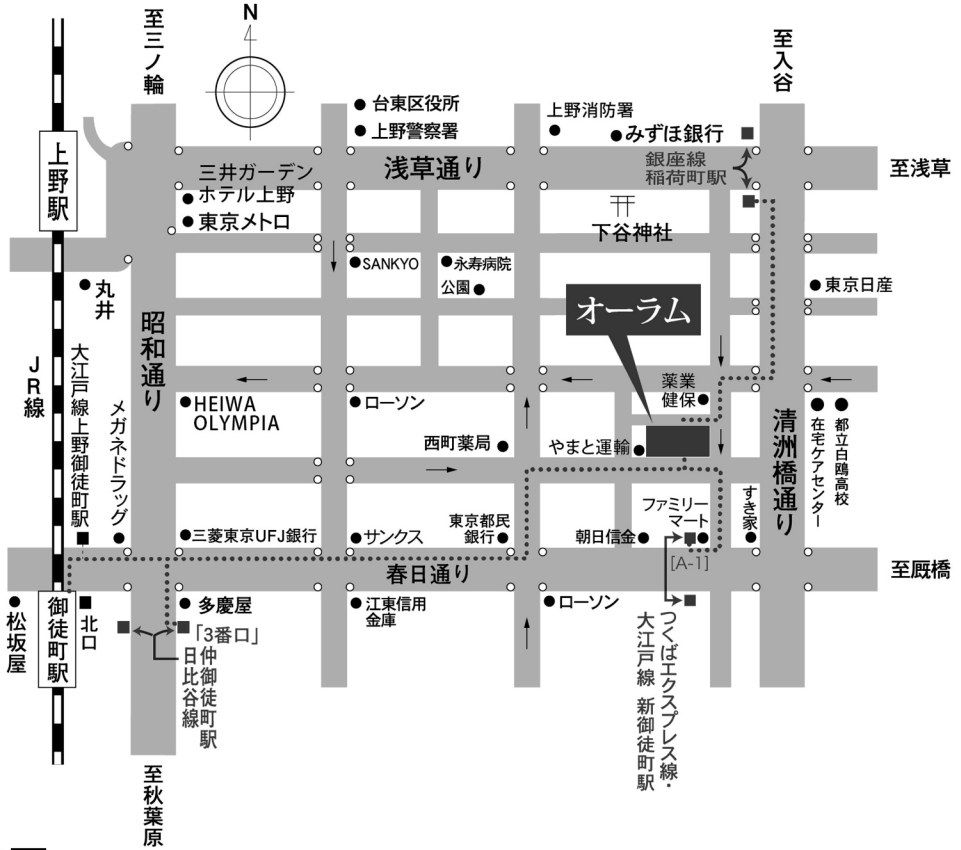 至三ノ輪
N
至入谷
台東区役所
上野警察署
上野消防署
みずほ銀行
銀座線
稲荷町駅
至浅草
浅草通り
上野駅
三井ガーデン
ホテル上野
東京メトロ
下谷神社
SANKYO
永寿病院
公園
東京日産
丸井
オーラム
昭和通り
JR線
大江戸線上野御徒町駅
メガネドラッグ
HEIWA
OLYMPIA
ローソン
薬業
健保
西町薬局
やまと運輸
清洲橋通り
在宅ケアセンター
都立白鴎高校
三菱東京UFJ銀行
サンクス
東京都民
銀行
朝日信金
ファミリー
マート
すき家
[A-1]
春日通り
至厩橋
松坂屋
御徒町駅
北口
多慶屋
「3番口」
仲御徒町駅
日比谷線
江東信用
金庫
ローソン
つくばエクスプレス線・
大江戸線 新御徒町駅
至秋葉原